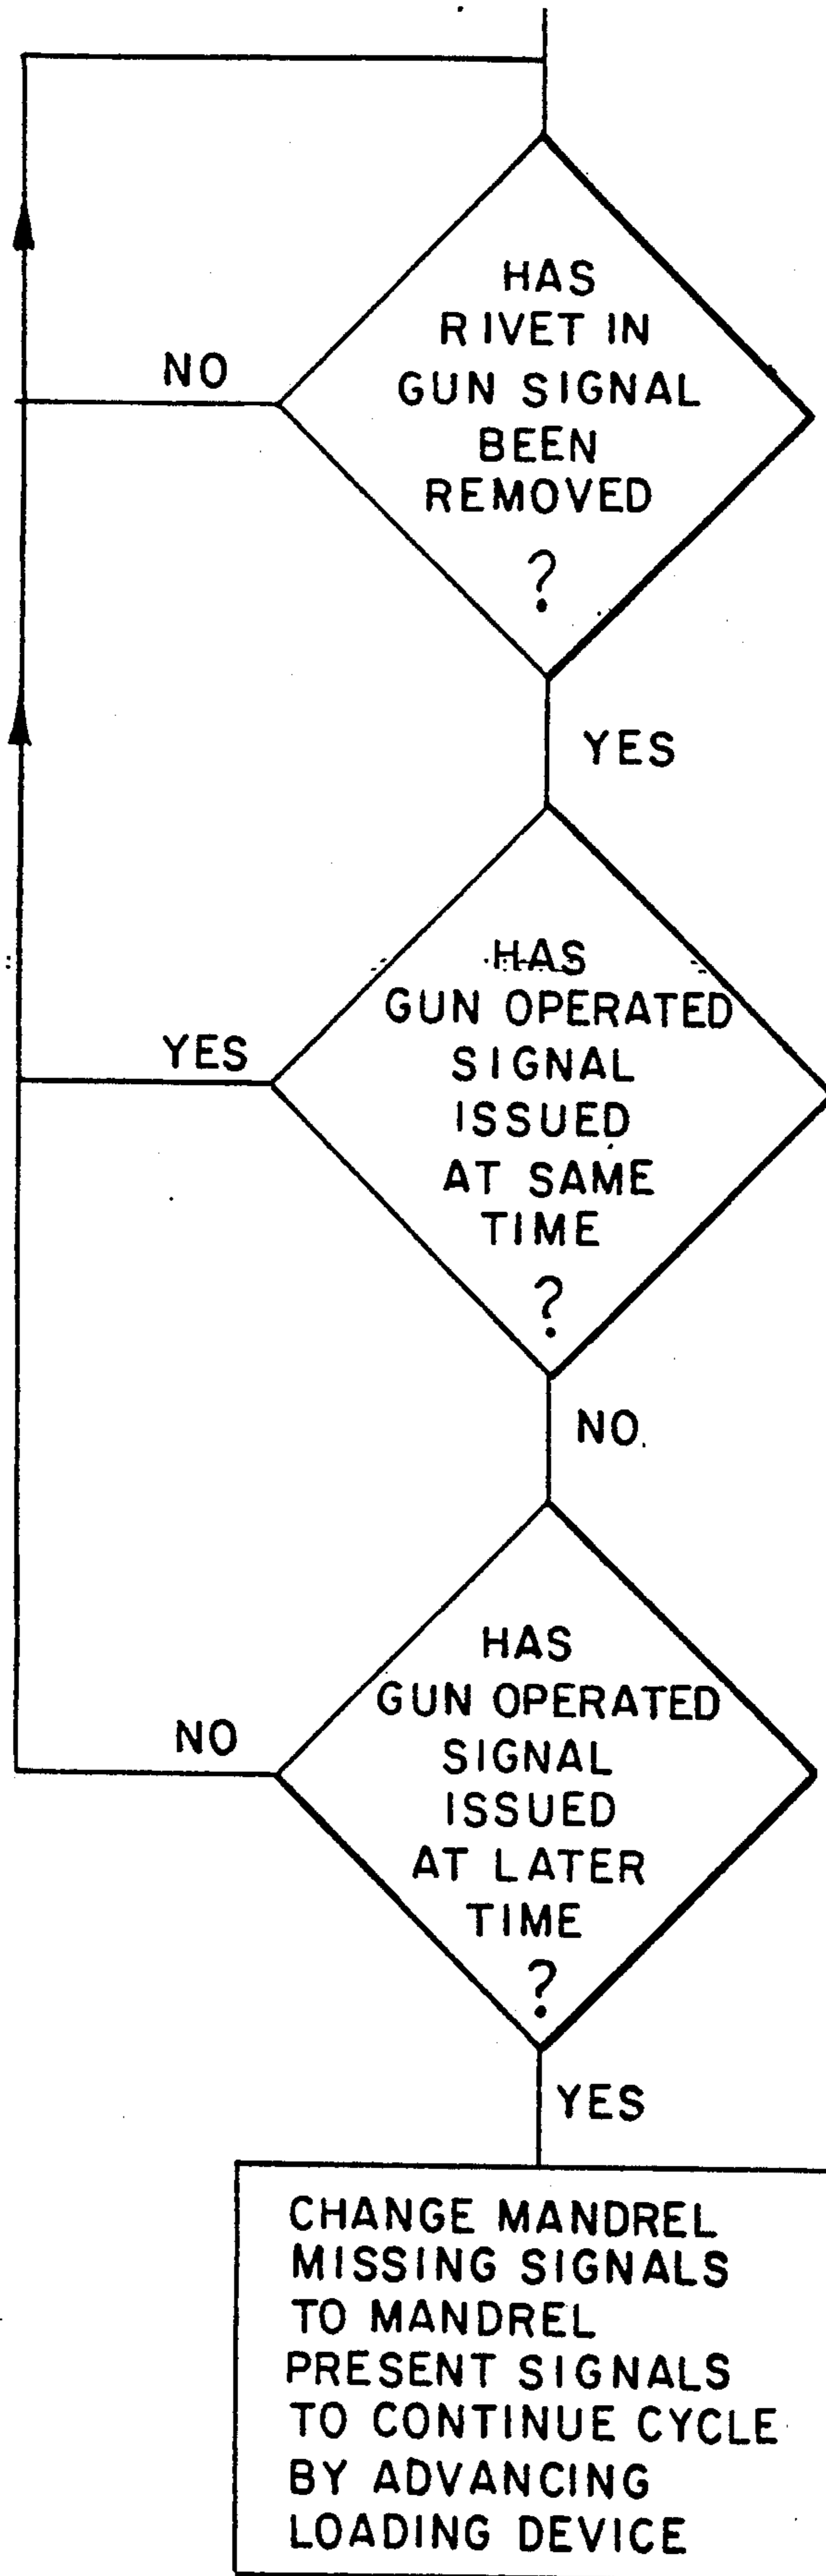 HAS
RIVET IN
GUN SIGNAL
BEEN
REMOVED
?
NO
YES
HAS
GUN OPERATED
SIGNAL
ISSUED
AT SAME
TIME
?
YES
NO
HAS
GUN OPERATED
SIGNAL
ISSUED
AT LATER
TIME
?
NO
YES
CHANGE MANDREL
MISSING SIGNALS
TO MANDREL
PRESENT SIGNALS
TO CONTINUE CYCLE
BY ADVANCING
LOADING DEVICE